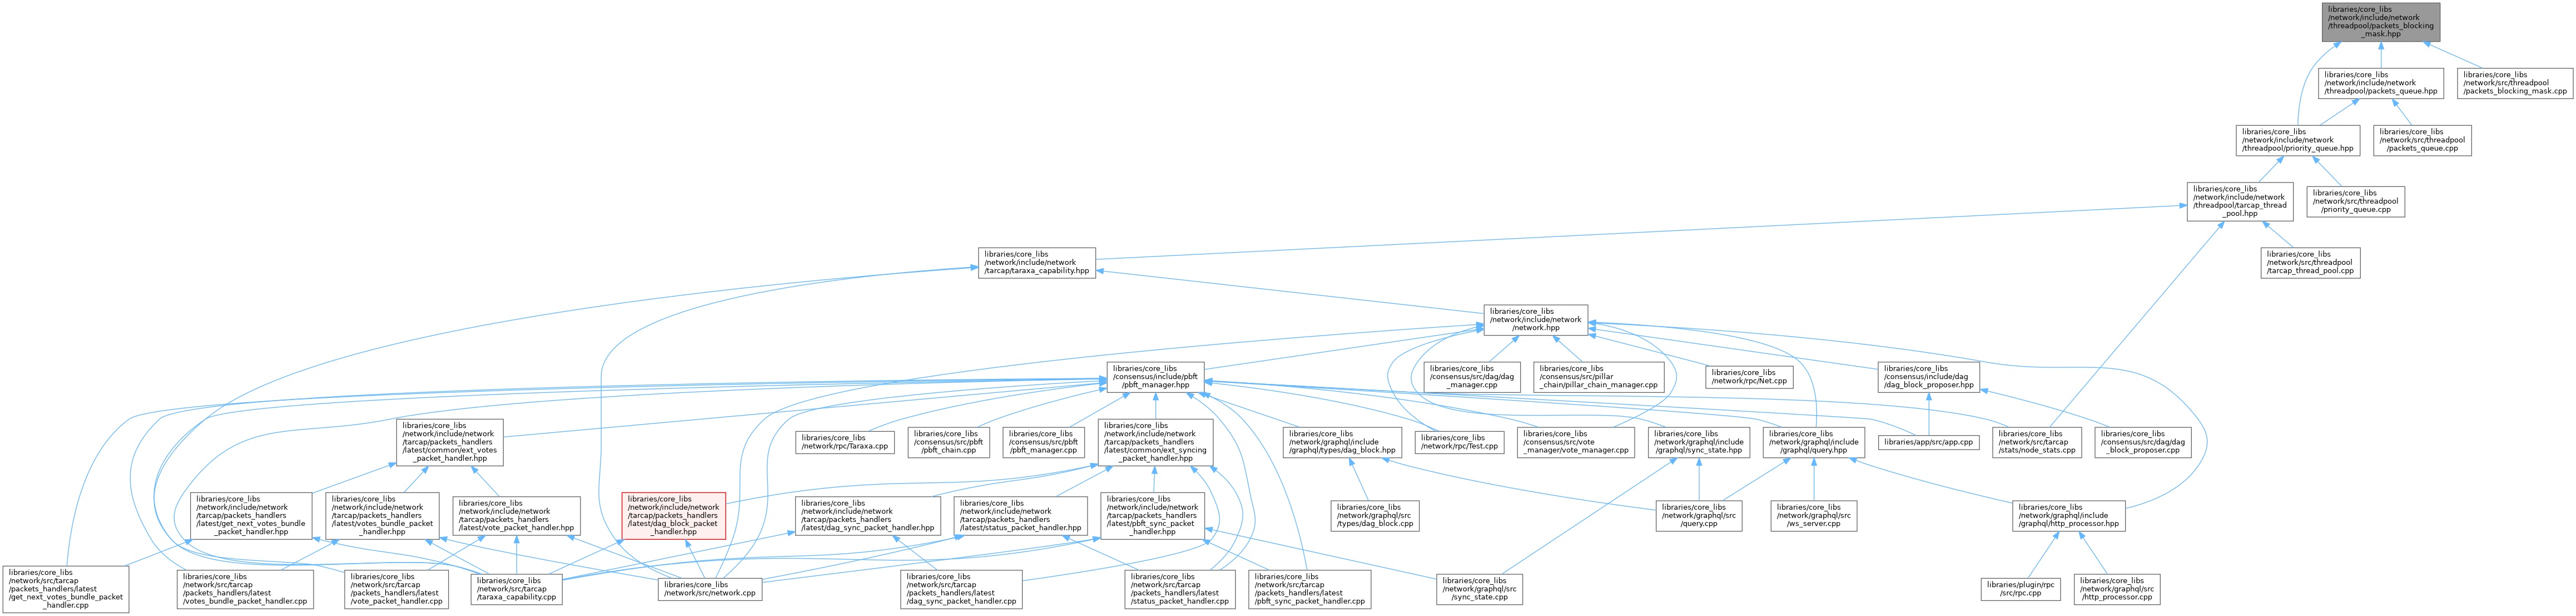 libraries/core_libs
/network/include/network
/threadpool/packets_blocking
_mask.hpp
libraries/core_libs
/network/include/network
/threadpool/packets_queue.hpp
libraries/core_libs
/network/src/threadpool
/packets_blocking_mask.cpp
libraries/core_libs
/network/include/network
/threadpool/priority_queue.hpp
libraries/core_libs
/network/src/threadpool
/packets_queue.cpp
libraries/core_libs
/network/include/network
/threadpool/tarcap_thread
_pool.hpp
libraries/core_libs
/network/src/threadpool
/priority_queue.cpp
libraries/core_libs
/network/include/network
/tarcap/taraxa_capability.hpp
libraries/core_libs
/network/src/threadpool
/tarcap_thread_pool.cpp
libraries/core_libs
/network/include/network
/network.hpp
libraries/core_libs
/consensus/include/pbft
/pbft_manager.hpp
libraries/core_libs
/consensus/src/dag/dag
_manager.cpp
libraries/core_libs
/consensus/src/pillar
_chain/pillar_chain_manager.cpp
libraries/core_libs
/network/rpc/Net.cpp
libraries/core_libs
/consensus/include/dag
/dag_block_proposer.hpp
libraries/core_libs
/network/include/network
/tarcap/packets_handlers
/latest/common/ext_votes
_packet_handler.hpp
libraries/core_libs
/network/rpc/Taraxa.cpp
libraries/core_libs
/consensus/src/pbft
/pbft_chain.cpp
libraries/core_libs
/consensus/src/pbft
/pbft_manager.cpp
libraries/core_libs
/network/include/network
/tarcap/packets_handlers
/latest/common/ext_syncing
_packet_handler.hpp
libraries/core_libs
/network/graphql/include
/graphql/types/dag_block.hpp
libraries/core_libs
/network/rpc/Test.cpp
libraries/core_libs
/consensus/src/vote
_manager/vote_manager.cpp
libraries/core_libs
/network/graphql/include
/graphql/sync_state.hpp
libraries/core_libs
/network/graphql/include
/graphql/query.hpp
libraries/app/src/app.cpp
libraries/core_libs
/network/src/tarcap
/stats/node_stats.cpp
libraries/core_libs
/consensus/src/dag/dag
_block_proposer.cpp
libraries/core_libs
/network/include/network
/tarcap/packets_handlers
/latest/get_next_votes_bundle
_packet_handler.hpp
libraries/core_libs
/network/include/network
/tarcap/packets_handlers
/latest/votes_bundle_packet
_handler.hpp
libraries/core_libs
/network/include/network
/tarcap/packets_handlers
/latest/vote_packet_handler.hpp
libraries/core_libs
/network/include/network
/tarcap/packets_handlers
/latest/dag_block_packet
_handler.hpp
libraries/core_libs
/network/include/network
/tarcap/packets_handlers
/latest/dag_sync_packet_handler.hpp
libraries/core_libs
/network/include/network
/tarcap/packets_handlers
/latest/status_packet_handler.hpp
libraries/core_libs
/network/include/network
/tarcap/packets_handlers
/latest/pbft_sync_packet
_handler.hpp
libraries/core_libs
/network/graphql/src
/types/dag_block.cpp
libraries/core_libs
/network/graphql/src
/query.cpp
libraries/core_libs
/network/graphql/src
/ws_server.cpp
libraries/core_libs
/network/graphql/include
/graphql/http_processor.hpp
libraries/core_libs
/network/src/tarcap
/packets_handlers/latest
/get_next_votes_bundle_packet
_handler.cpp
libraries/core_libs
/network/src/tarcap
/packets_handlers/latest
/votes_bundle_packet_handler.cpp
libraries/core_libs
/network/src/tarcap
/packets_handlers/latest
/vote_packet_handler.cpp
libraries/core_libs
/network/src/tarcap
/taraxa_capability.cpp
libraries/core_libs
/network/src/network.cpp
libraries/core_libs
/network/src/tarcap
/packets_handlers/latest
/dag_sync_packet_handler.cpp
libraries/core_libs
/network/src/tarcap
/packets_handlers/latest
/status_packet_handler.cpp
libraries/core_libs
/network/src/tarcap
/packets_handlers/latest
/pbft_sync_packet_handler.cpp
libraries/core_libs
/network/graphql/src
/sync_state.cpp
libraries/plugin/rpc
/src/rpc.cpp
libraries/core_libs
/network/graphql/src
/http_processor.cpp